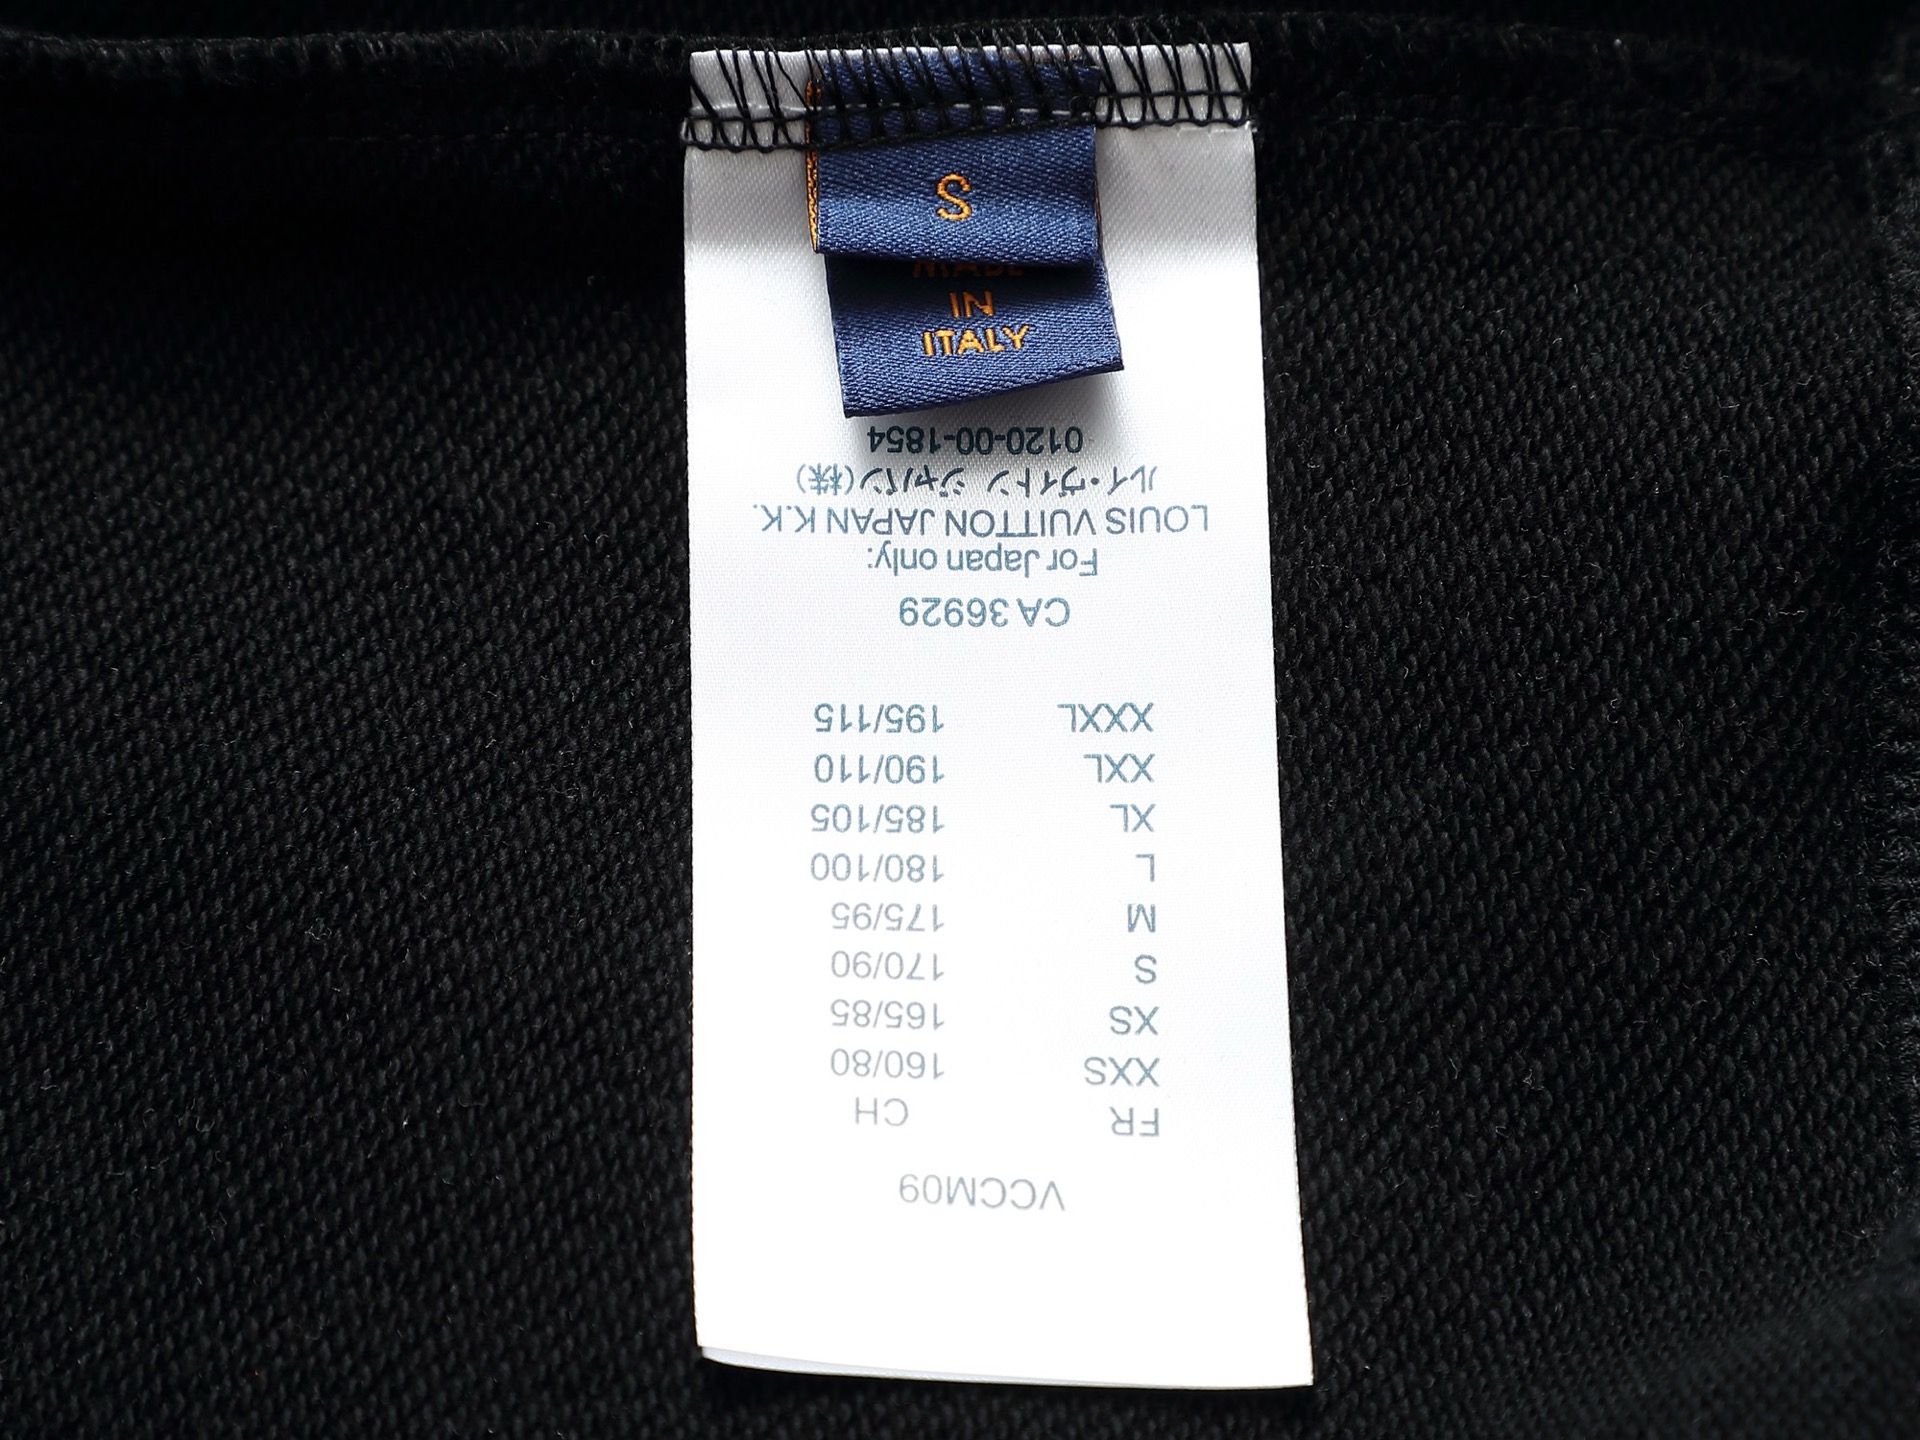 S
MADE
IN
ITALY
VCCM09
FR CH
XXS 160/80
XS 165/85
S 170/90
M 175/95
L 180/100
XL 185/105
XXL 190/110
XXXL 195/115
CA 36929
For Japan only:
LOUIS VUITTON JAPAN K.K.
ルイ・ヴィトン ジャパン(株)
0120-00-1854